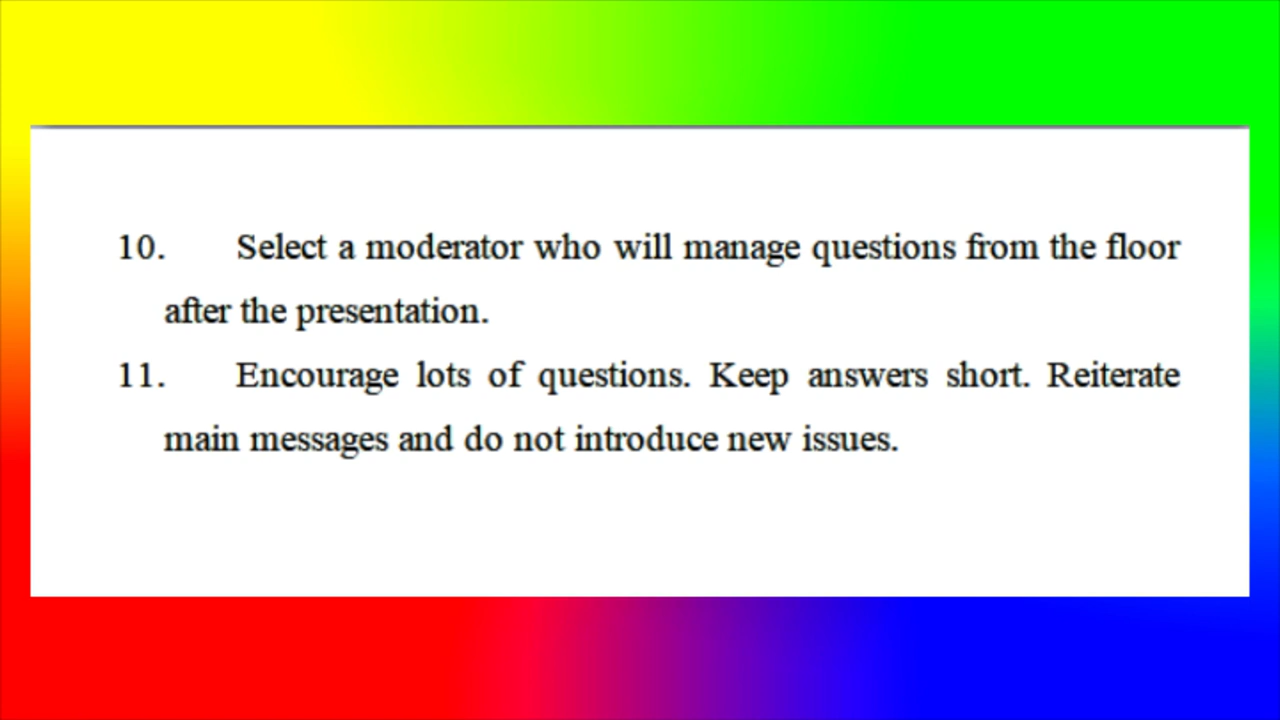 10. Select a moderator who will manage questions from the floor
after the presentation.
11. Encourage lots of questions. Keep answers short. Reiterate
main messages and do not introduce new issues.